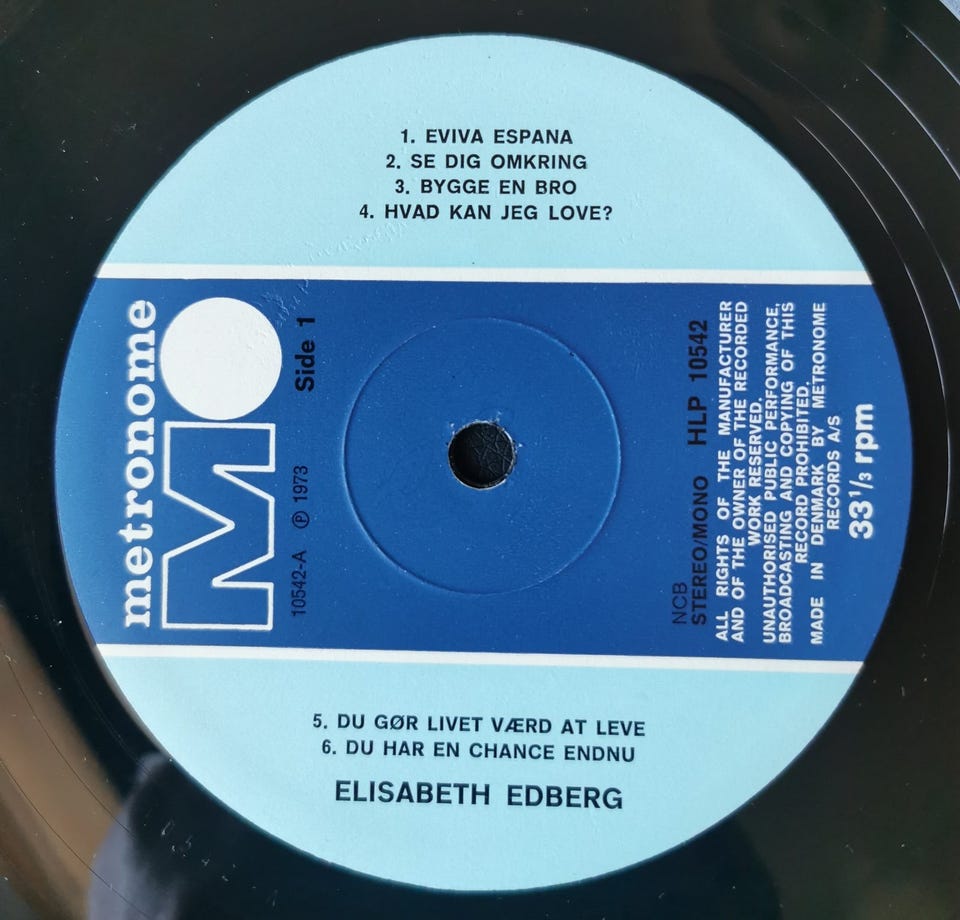 1. EVIVA ESPANA
2. SE DIG OMKRING
3. BYGGE EN BRO
4. HVAD KAN JEG LOVE?
metronome
M
Side 1
10542-A ℗ 1973
NCB
STEREO/MONO HLP 10542
ALL RIGHTS OF THE MANUFACTURER
AND OF THE OWNER OF THE RECORDED
WORK RESERVED.
UNAUTHORISED PUBLIC PERFORMANCE,
BROADCASTING AND COPYING OF THIS
RECORD PROHIBITED.
MADE IN DENMARK BY METRONOME
RECORDS A/S
33 1/3 rpm
5. DU GØR LIVET VÆRD AT LEVE
6. DU HAR EN CHANCE ENDNU
ELISABETH EDBERG